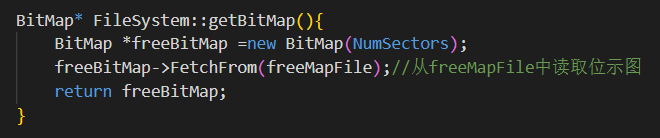 BitMap* FileSystem::getBitMap(){
BitMap *freeBitMap =new BitMap(NumSectors);
freeBitMap->FetchFrom(freeMapFile);//从freeMapFile中读取位示图
return freeBitMap;
}